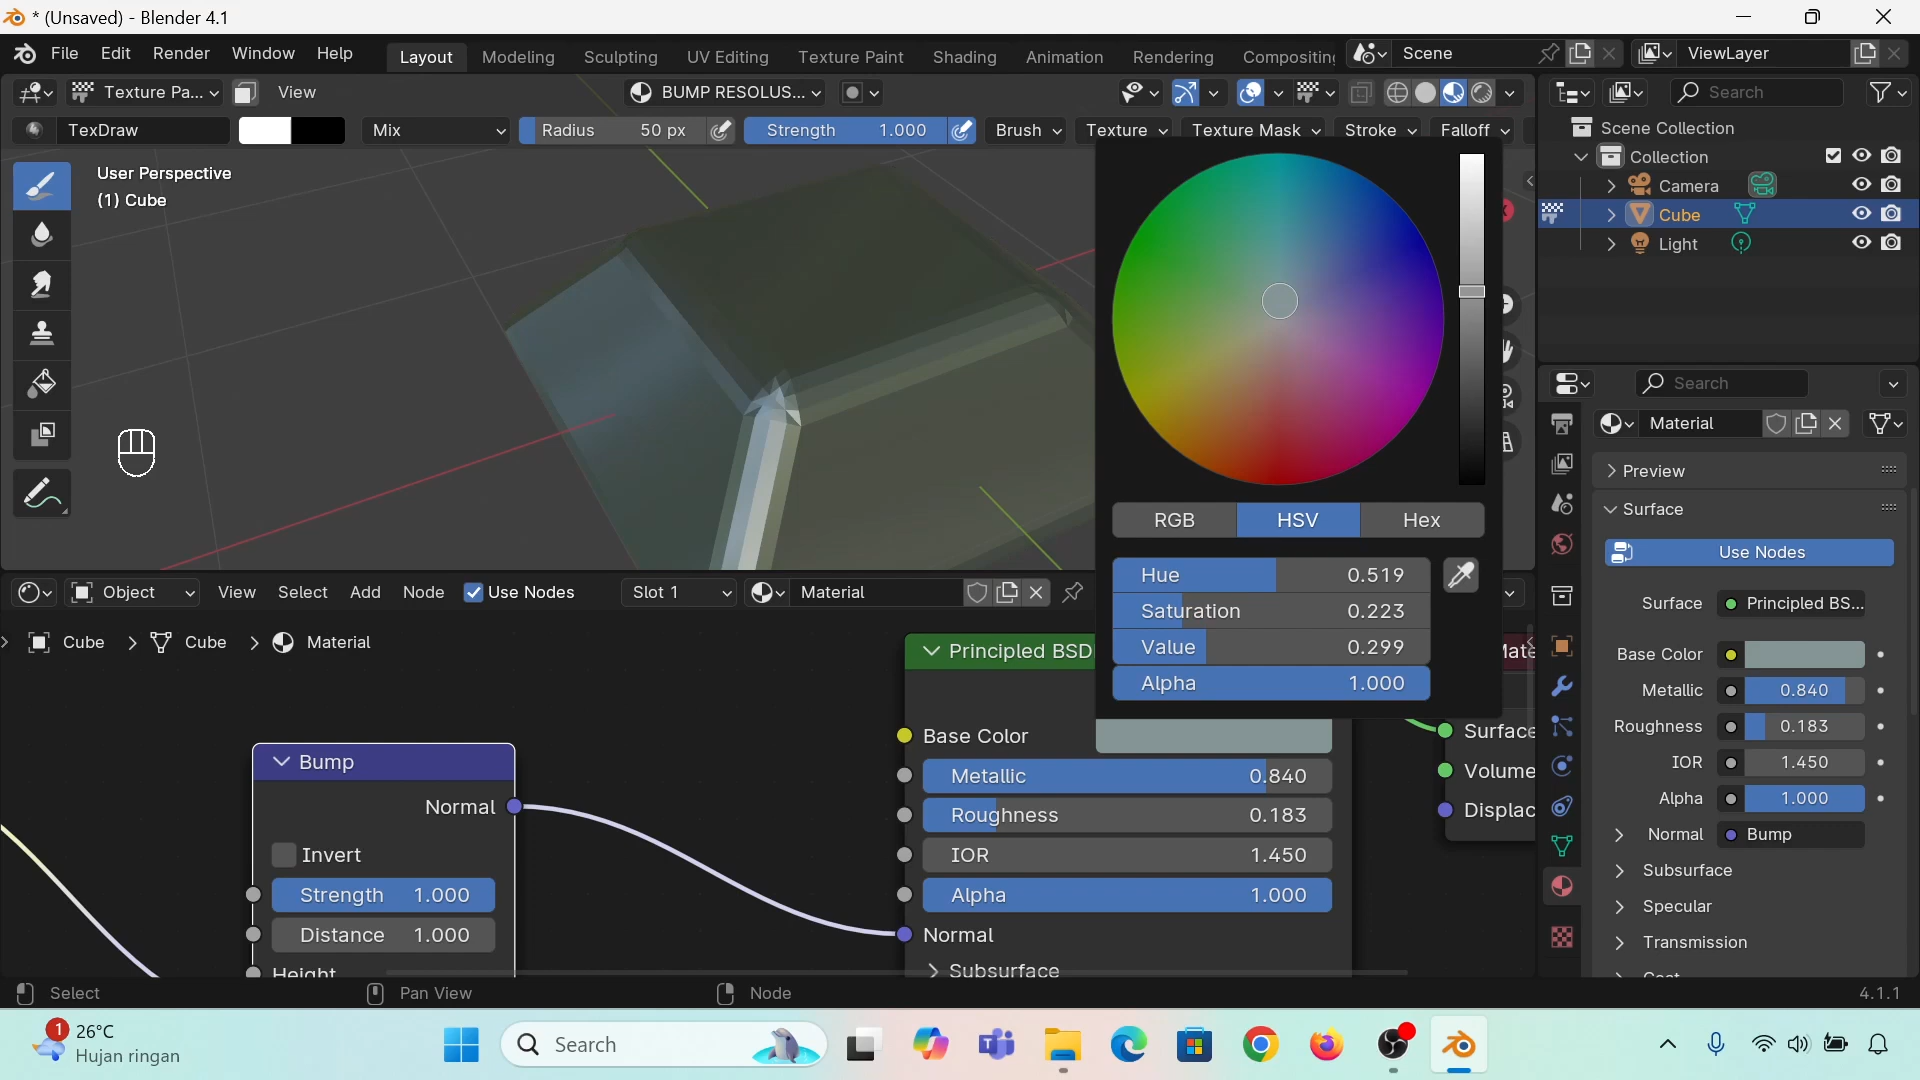 * (Unsaved) - Blender 4.1
File Edit Render Window Help Layout Modeling Sculpting UV Editing Texture Paint Shading Animation Rendering Compositing Scene ViewLayer
Texture Pa... View BUMP RESOLUS... Search
TexDraw Mix Radius 50 px Strength 1.000 Brush Texture Texture Mask Stroke Falloff
User Perspective
(1) Cube
Scene Collection
Collection
Camera
Cube
Light
X
RGB HSV Hex
Hue 0.519
Saturation 0.223
Value 0.299
Alpha 1.000
Search
Material
Preview
Surface
Use Nodes
Surface Principled BS...
Base Color
Metallic 0.840
Roughness 0.183
IOR 1.450
Alpha 1.000
Normal Bump
Subsurface
Specular
Transmission
Coat
Object View Select Add Node Use Nodes Slot 1 Material
Cube Cube Material
Bump
Normal
Invert
Strength 1.000
Distance 1.000
Height
Principled BSD
Base Color
Metallic 0.840
Roughness 0.183
IOR 1.450
Alpha 1.000
Normal
Subsurface
Mate
Surface
Volume
Displac
Select Pan View Node 4.1.1
1
26°C
Hujan ringan
Search